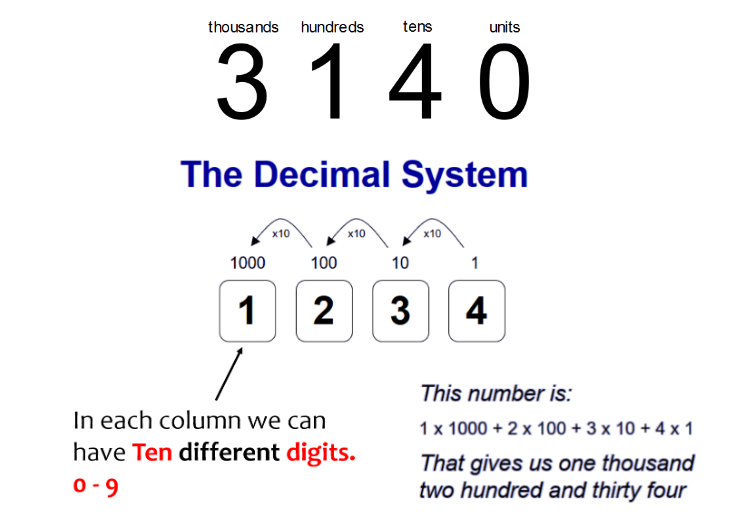 thousands hundreds tens units
3 1 4 0
The Decimal System
x10 x10 x10
1000 100 10 1
1 2 3 4
In each column we can
have Ten different digits.
0 - 9
This number is:
1 x 1000 + 2 x 100 + 3 x 10 + 4 x 1
That gives us one thousand
two hundred and thirty four